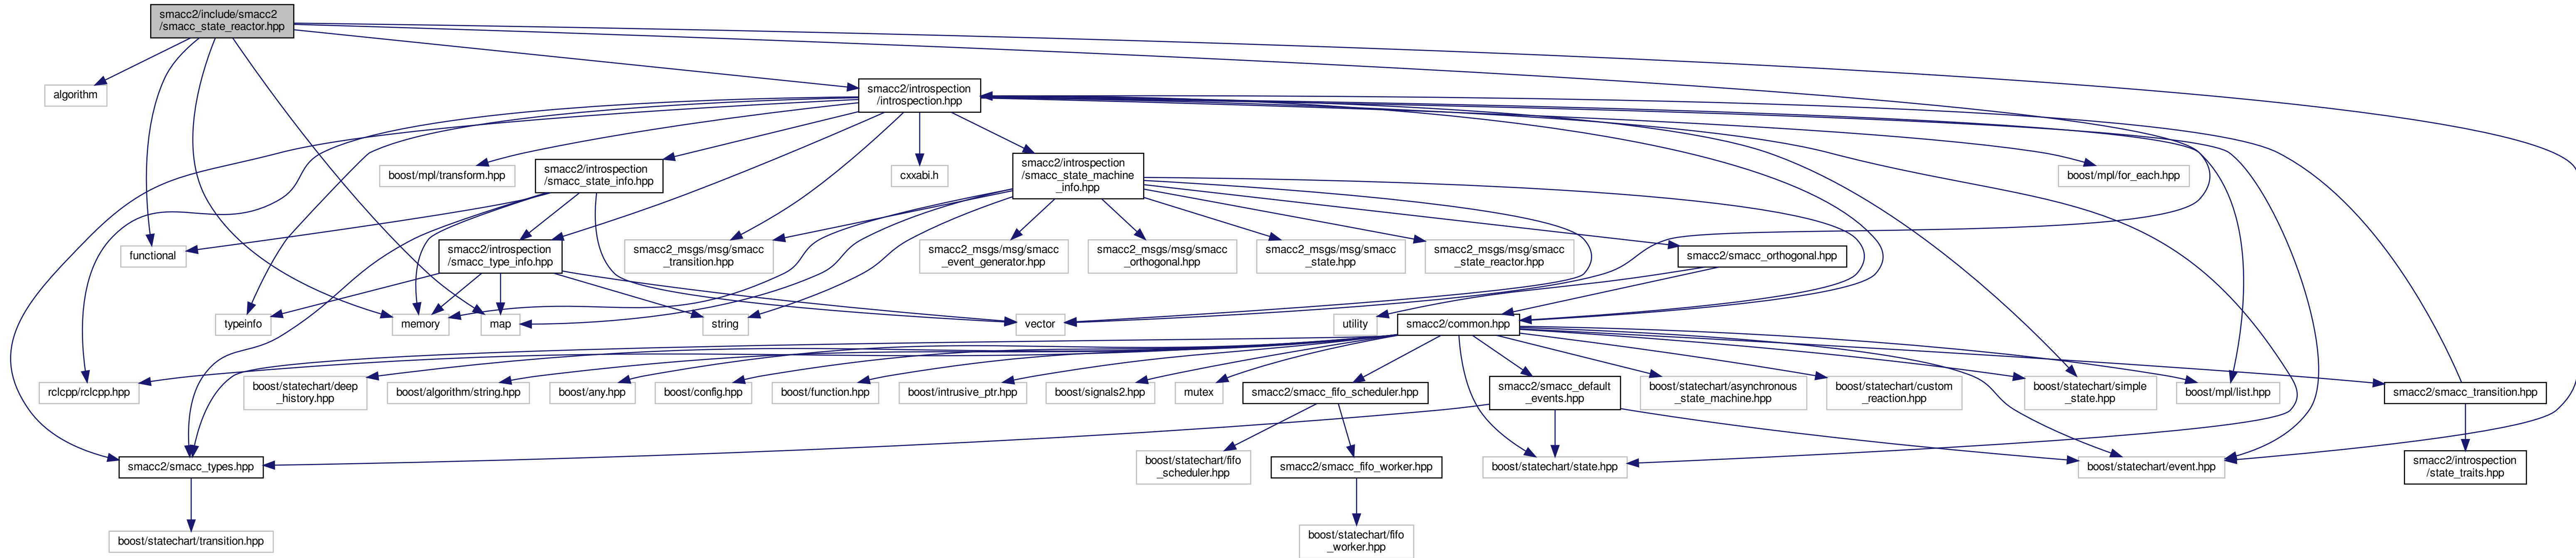 smacc2/include/smacc2
/smacc_state_reactor.hpp
algorithm
smacc2/introspection
/introspection.hpp
boost/mpl/transform.hpp
smacc2/introspection
/smacc_state_info.hpp
cxxabi.h
smacc2/introspection
/smacc_state_machine
_info.hpp
boost/mpl/for_each.hpp
functional
smacc2/introspection
/smacc_type_info.hpp
smacc2_msgs/msg/smacc
_transition.hpp
smacc2_msgs/msg/smacc
_event_generator.hpp
smacc2_msgs/msg/smacc
_orthogonal.hpp
smacc2_msgs/msg/smacc
_state.hpp
smacc2_msgs/msg/smacc
_state_reactor.hpp
smacc2/smacc_orthogonal.hpp
typeinfo
memory
map
string
vector
utility
smacc2/common.hpp
rclcpp/rclcpp.hpp
boost/statechart/deep
_history.hpp
boost/algorithm/string.hpp
boost/any.hpp
boost/config.hpp
boost/function.hpp
boost/intrusive_ptr.hpp
boost/signals2.hpp
mutex
smacc2/smacc_fifo_scheduler.hpp
smacc2/smacc_default
_events.hpp
boost/statechart/asynchronous
_state_machine.hpp
boost/statechart/custom
_reaction.hpp
boost/statechart/simple
_state.hpp
boost/mpl/list.hpp
smacc2/smacc_transition.hpp
smacc2/smacc_types.hpp
boost/statechart/fifo
_scheduler.hpp
smacc2/smacc_fifo_worker.hpp
boost/statechart/state.hpp
boost/statechart/event.hpp
smacc2/introspection
/state_traits.hpp
boost/statechart/transition.hpp
boost/statechart/fifo
_worker.hpp